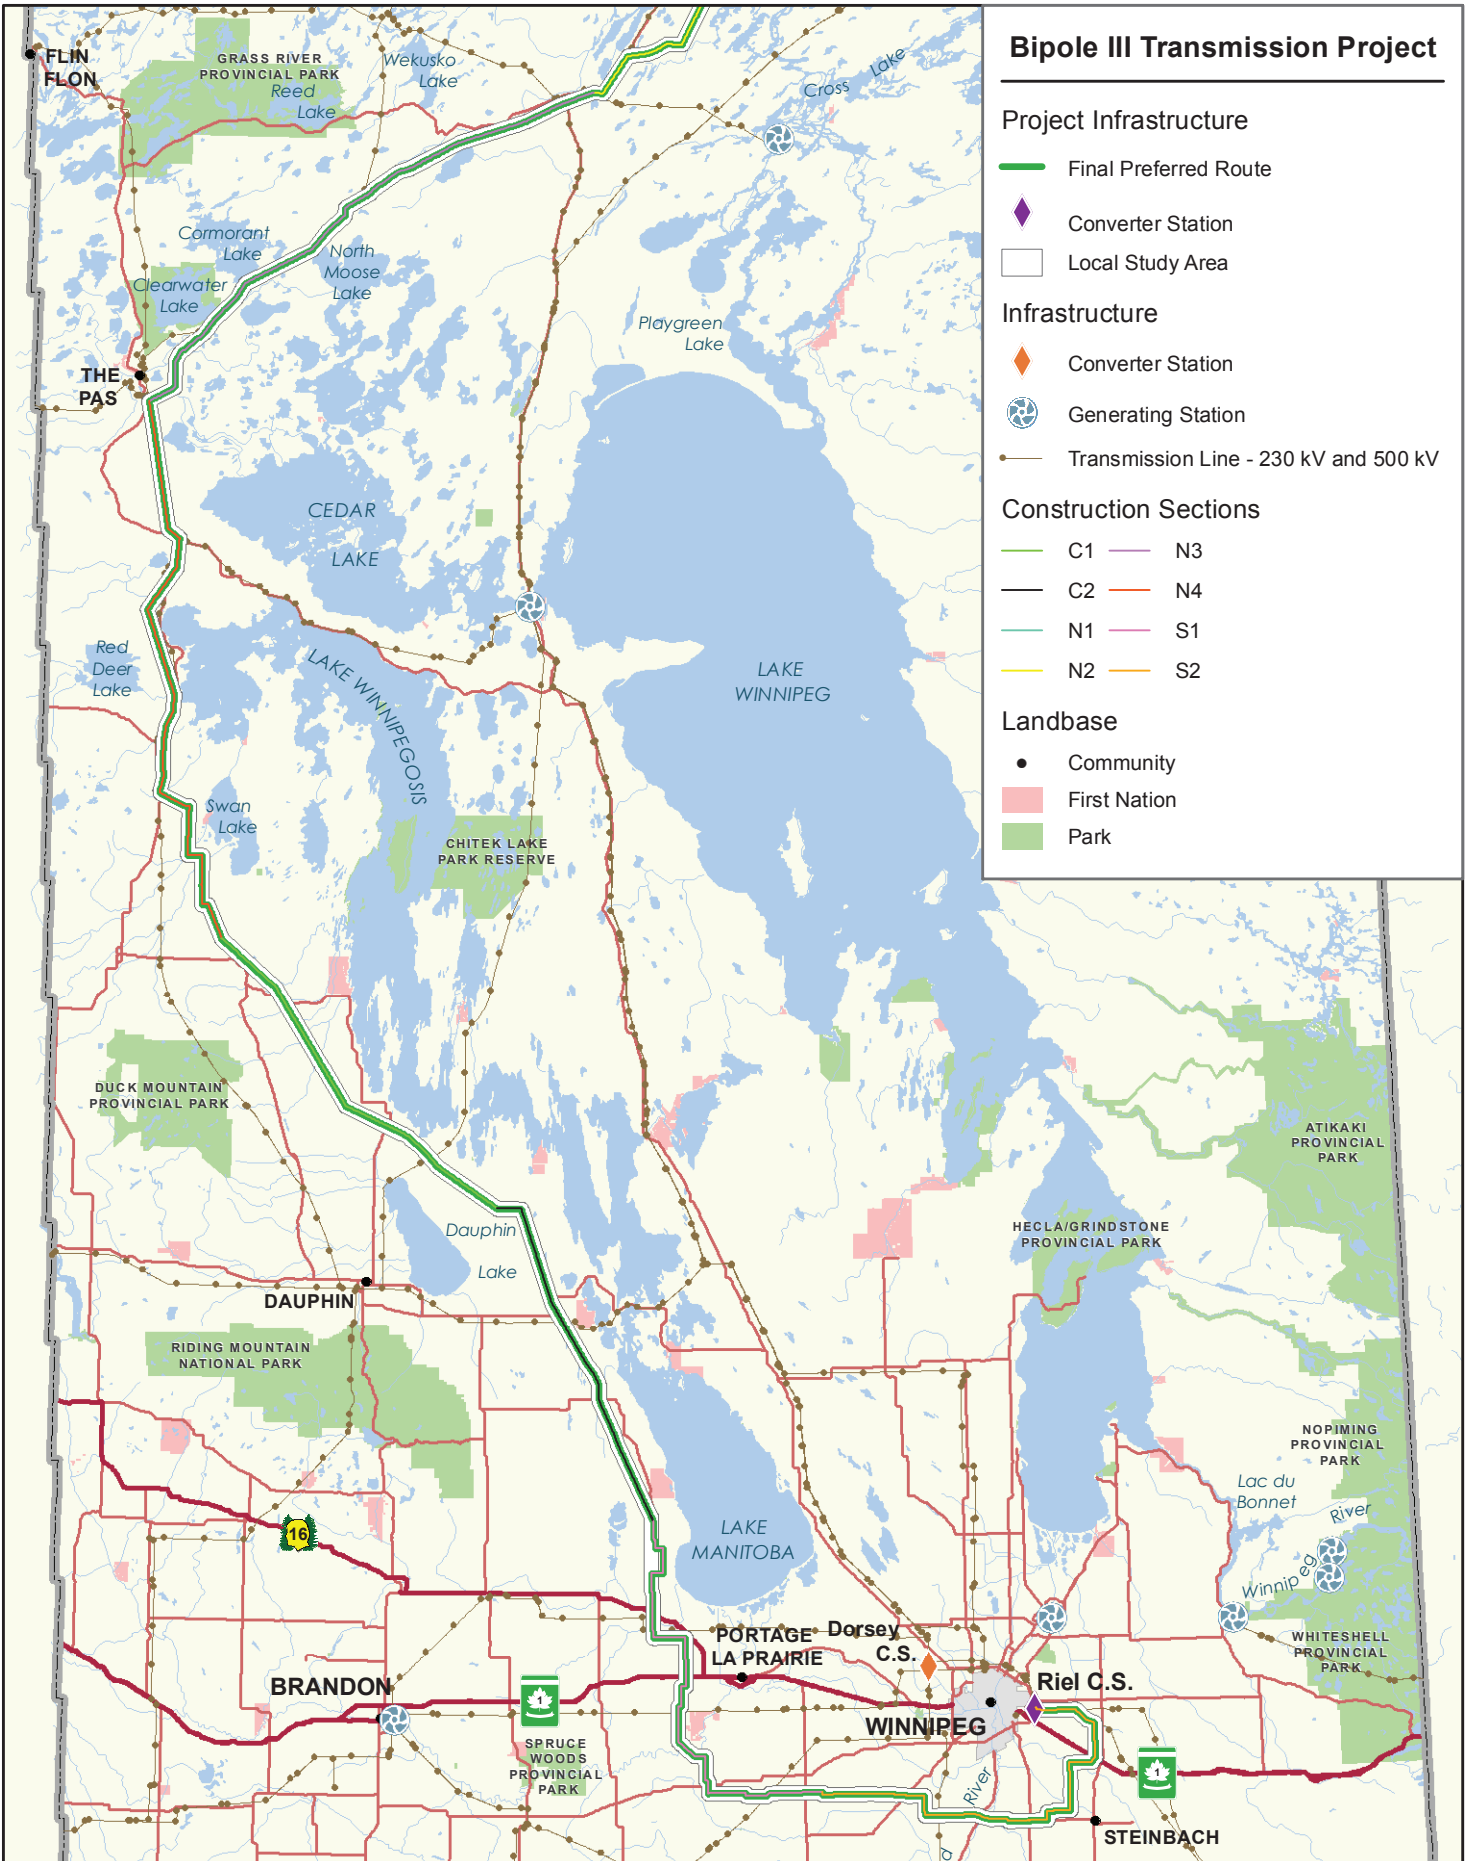 Bipole III Transmission Project
Project Infrastructure
Final Preferred Route
Converter Station
Local Study Area
Infrastructure
Converter Station
Generating Station
Transmission Line - 230 kV and 500 kV
Construction Sections
C1 N3
C2 N4
N1 S1
N2 S2
Landbase
Community
First Nation
Park
FLIN
FLON
GRASS RIVER
PROVINCIAL PARK
Reed
Lake
Wekusko
Lake
Cross Lake
Cormorant
Lake
North
Moose
Lake
Clearwater
Lake
Playgreen
Lake
THE
PAS
CEDAR
LAKE
Red
Deer
Lake
LAKE WINNIPEGOSIS
LAKE
WINNIPEG
Swan
Lake
CHITEK LAKE
PARK RESERVE
DUCK MOUNTAIN
PROVINCIAL PARK
ATIKAKI
PROVINCIAL
PARK
Dauphin
Lake
HECLA/GRINDSTONE
PROVINCIAL PARK
DAUPHIN
RIDING MOUNTAIN
NATIONAL PARK
NOPIMING
PROVINCIAL
PARK
Lac du
Bonnet
Winnipeg River
16
LAKE
MANITOBA
PORTAGE
LA PRAIRIE
Dorsey
C.S.
WHITESHELL
PROVINCIAL
PARK
BRANDON
1
Riel C.S.
WINNIPEG
SPRUCE
WOODS
PROVINCIAL
PARK
1
River
d
STEINBACH